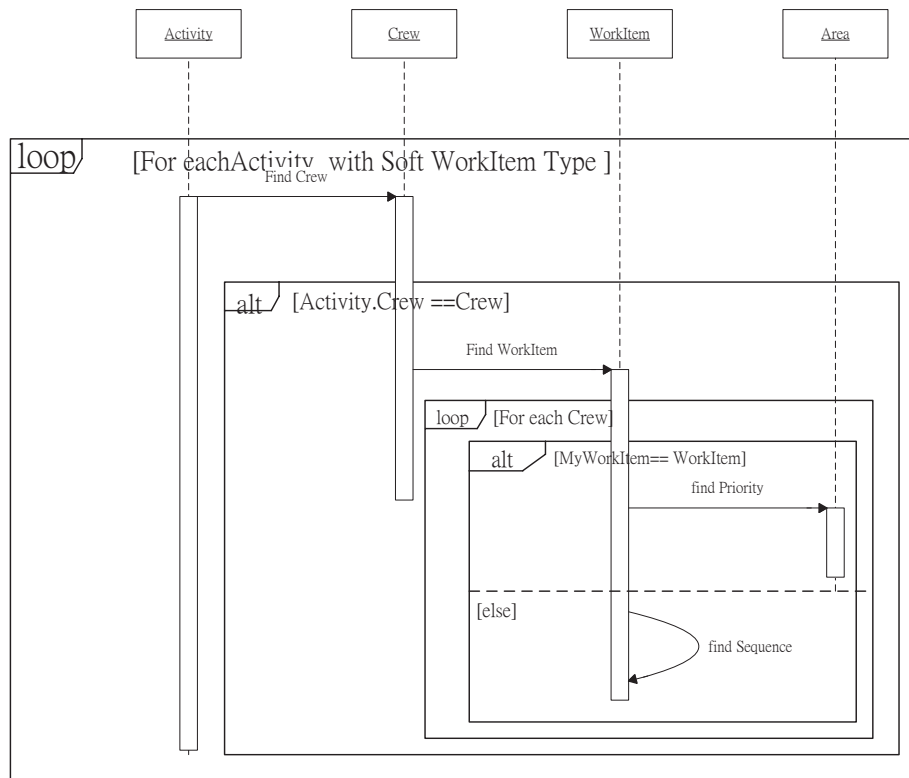 Activity
Crew
WorkItem
Area
loop
[For eachActivity with Soft WorkItem Type ]
Find Crew
alt
[Activity.Crew ==Crew]
Find WorkItem
loop
[For each Crew]
alt
[MyWorkItem== WorkItem]
find Priority
[else]
find Sequence